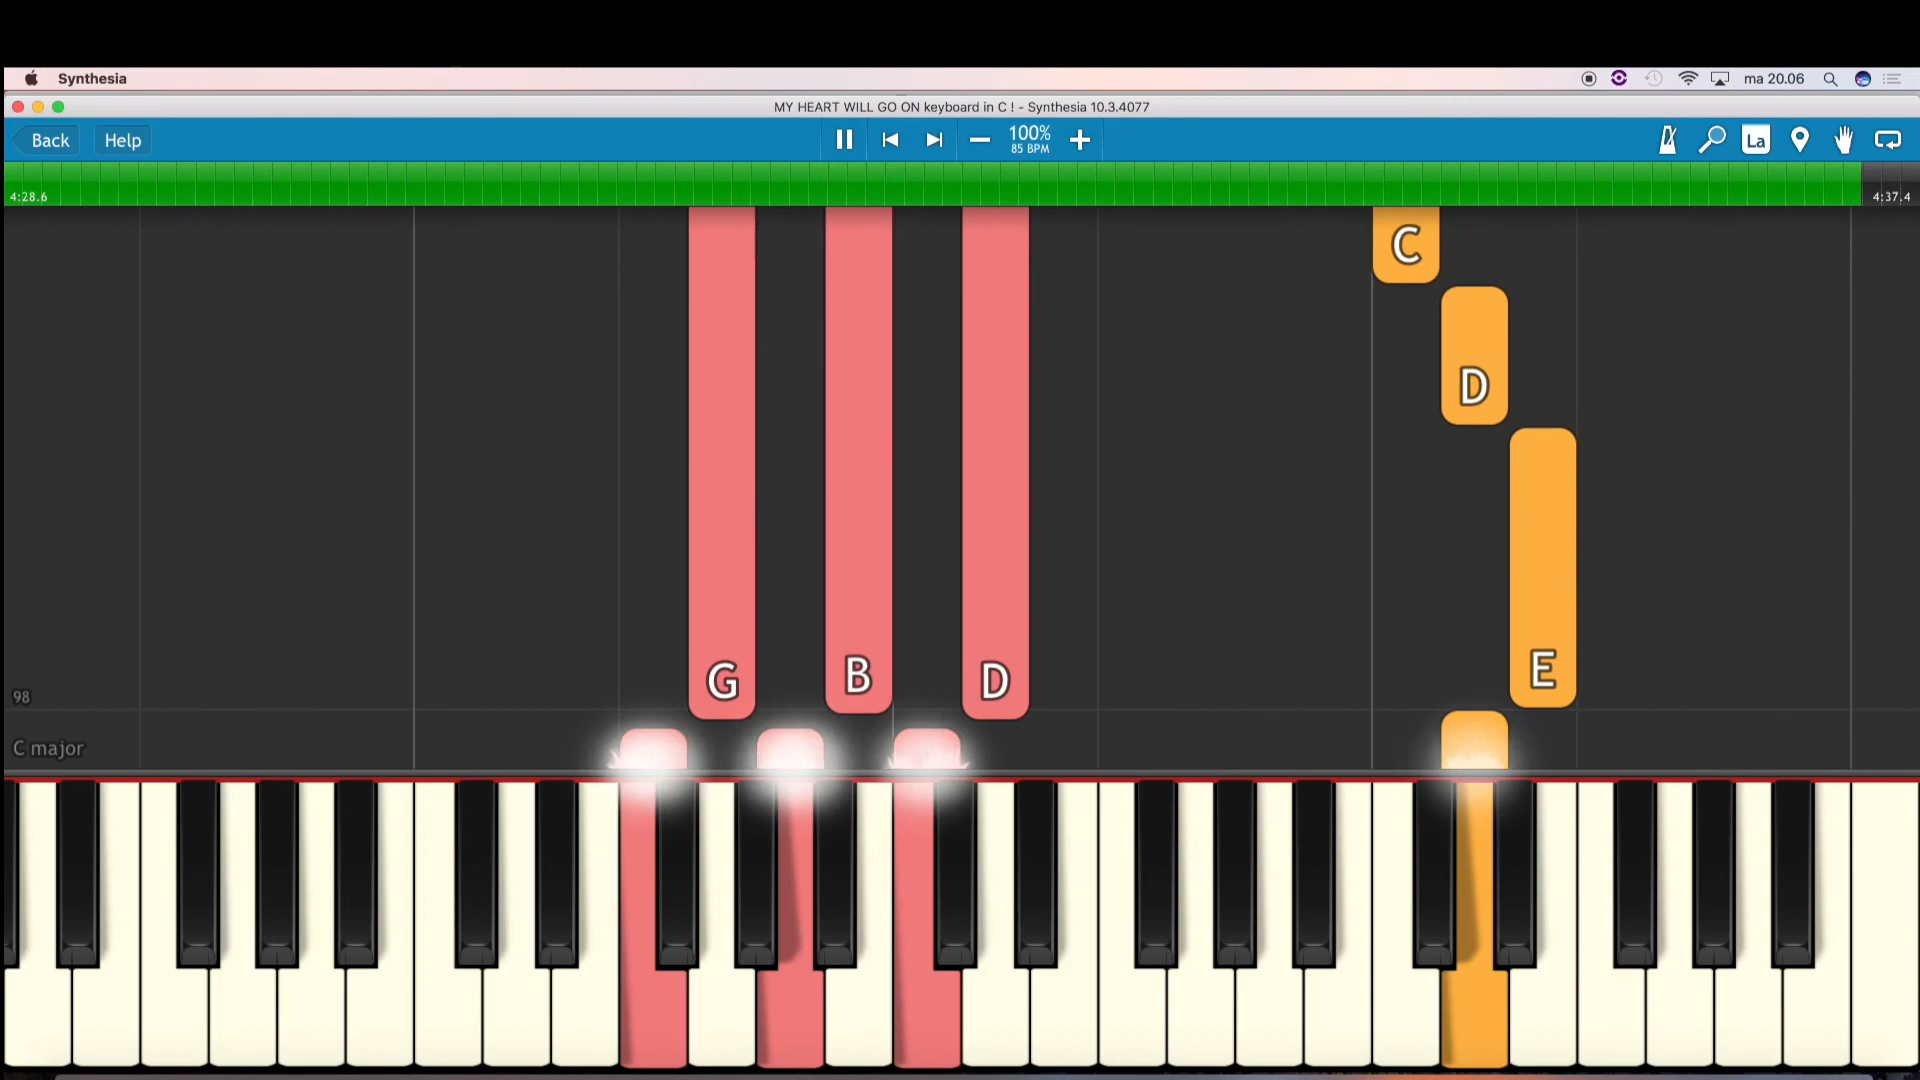 Synthesia
ma 20.06
MY HEART WILL GO ON keyboard in C ! - Synthesia 10.3.4077
Back
Help
100%
85 BPM
La
4:28.6
4:37.4
C
D
E
G
B
D
98
C major